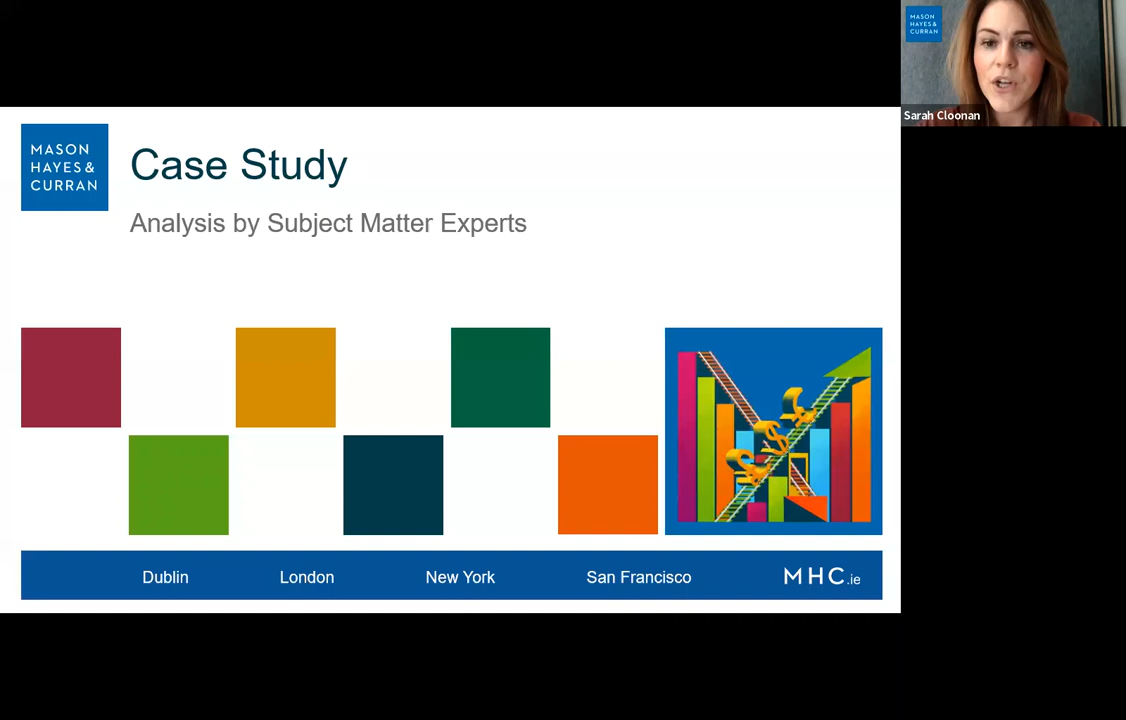 MASON
HAYES &
CURRAN
Case Study
Analysis by Subject Matter Experts
Dublin London New York San Francisco MHC.ie
MASON
HAYES &
CURRAN
Sarah Cloonan